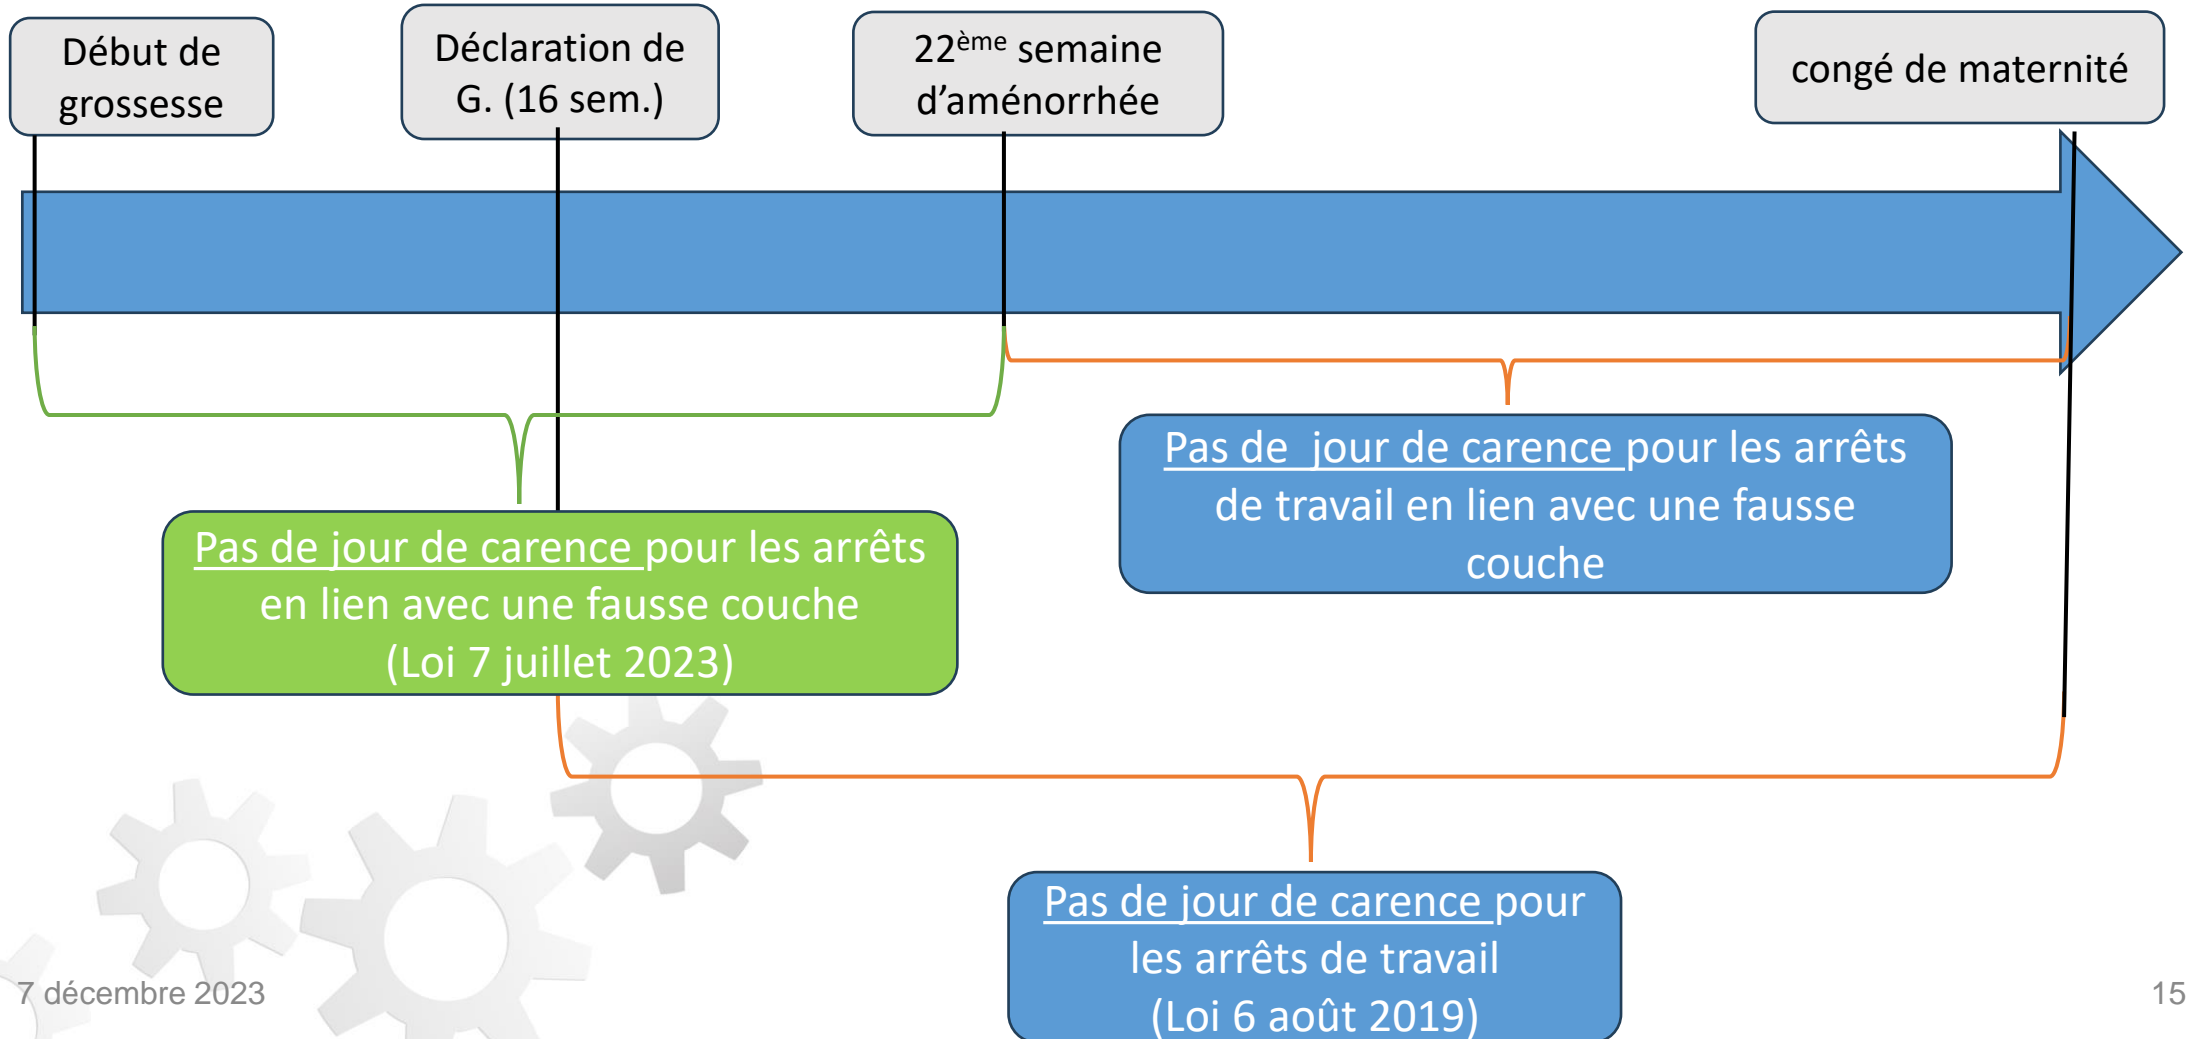 Début de
grossesse
Déclaration de
G. (16 sem.)
22ème semaine
d’aménorrhée
congé de maternité
Pas de  jour de carence pour les arrêts
de travail en lien avec une fausse
couche
Pas de jour de carence pour les arrêts
en lien avec une fausse couche
(Loi 7 juillet 2023)
Pas de jour de carence pour
les arrêts de travail
(Loi 6 août 2019)
7 décembre 2023
15